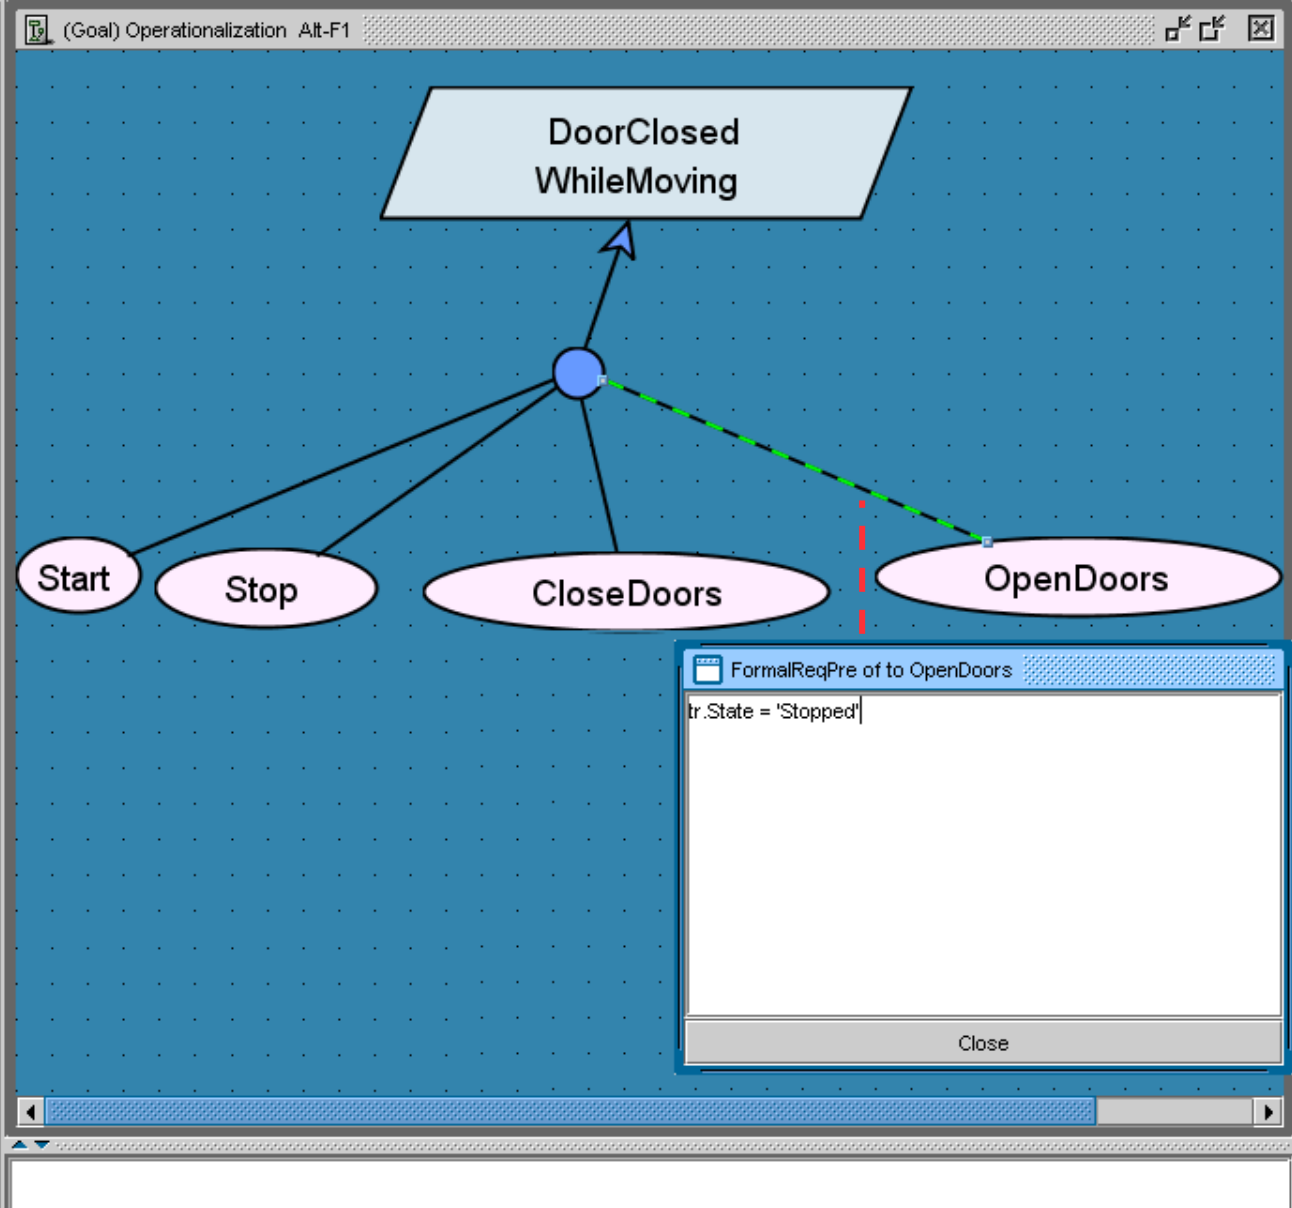 (Goal) Operationalization Alt-F1
DoorClosed
WhileMoving
Start
Stop
CloseDoors
OpenDoors
FormalReqPre of to OpenDoors
tr.State = 'Stopped'
Close